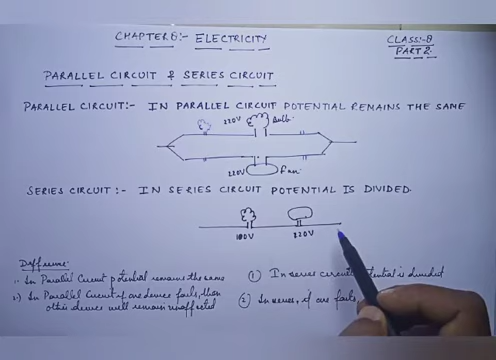 CHAPTER 8:- ELECTRICITY
CLASS:-8
PART 2
PARALLEL CIRCUIT & SERIES CIRCUIT
PARALLEL CIRCUIT:- IN PARALLEL CIRCUIT POTENTIAL REMAINS THE SAME
220V Bulb
220V Fan
SERIES CIRCUIT:- IN SERIES CIRCUIT POTENTIAL IS DIVIDED
100V 120V
Difference
1) In Parallel Circuit potential remains the same
① In series circuit potential is divided
2) In Parallel Circuit if one device fails, then
other device will remain unaffected
② In series, if one fails,